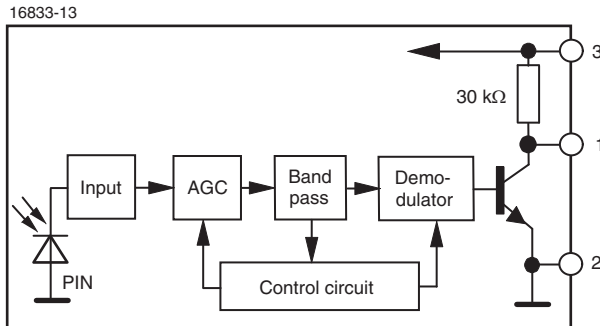 16833-13
3
30 kΩ
1
Input
AGC
Band
pass
Demo-
dulator
2
PIN
Control circuit